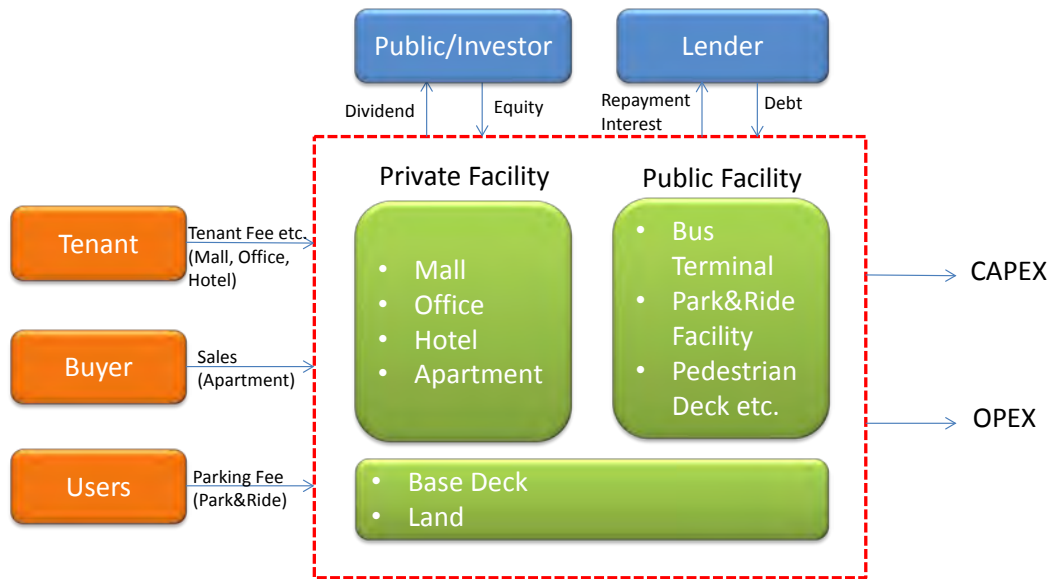 Public/Investor
Lender
Dividend
Equity
Repayment
Interest
Debt
Private Facility
Public Facility
Tenant
Tenant Fee etc.
(Mall, Office,
Hotel)
• Mall
• Office
• Hotel
• Apartment
• Bus
Terminal
• Park&Ride
Facility
• Pedestrian
Deck etc.
CAPEX
Buyer
Sales
(Apartment)
OPEX
Users
Parking Fee
(Park&Ride)
• Base Deck
• Land